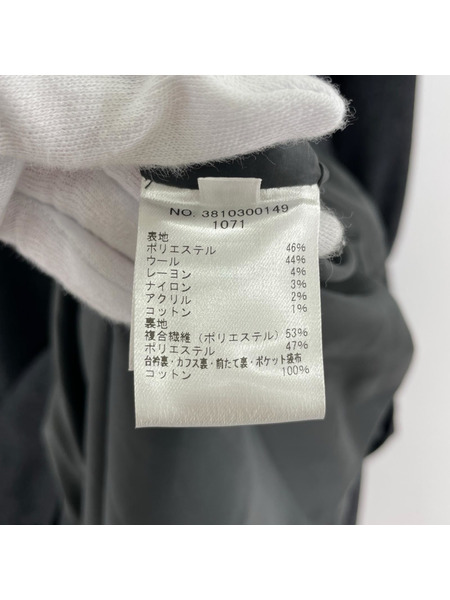 NO. 3810300149
1071
表地
ポリエステル 46%
ウール 44%
レーヨン 4%
ナイロン 3%
アクリル 2%
コットン 1%
裏地
複合繊維(ポリエステル) 53%
ポリエステル 47%
台衿裏・カフス裏・前たて裏・ポケット袋布
コットン 100%